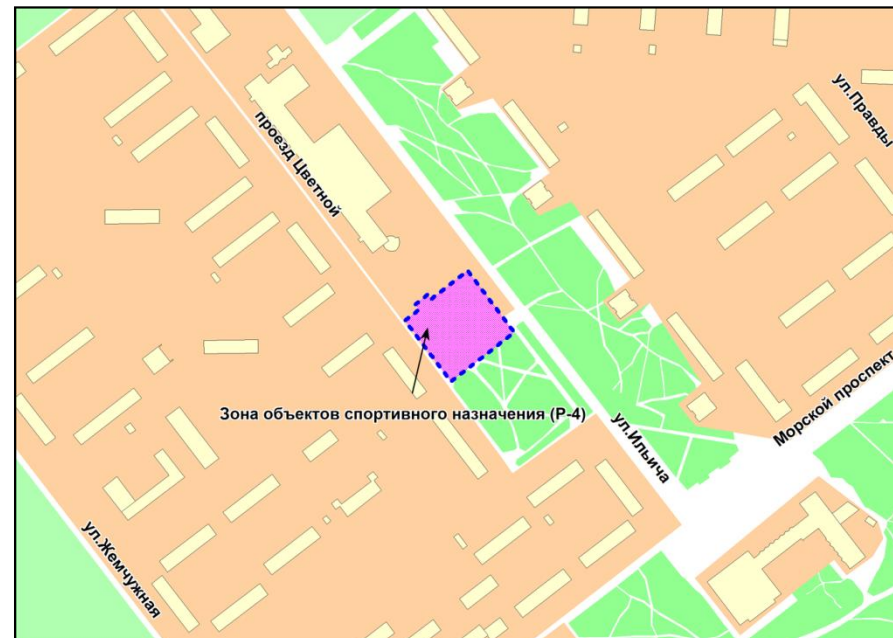 ул.Правды
проезд Цветной
Зона объектов спортивного назначения (Р-4)
Морской проспект
ул.Ильича
ул.Жемчужная